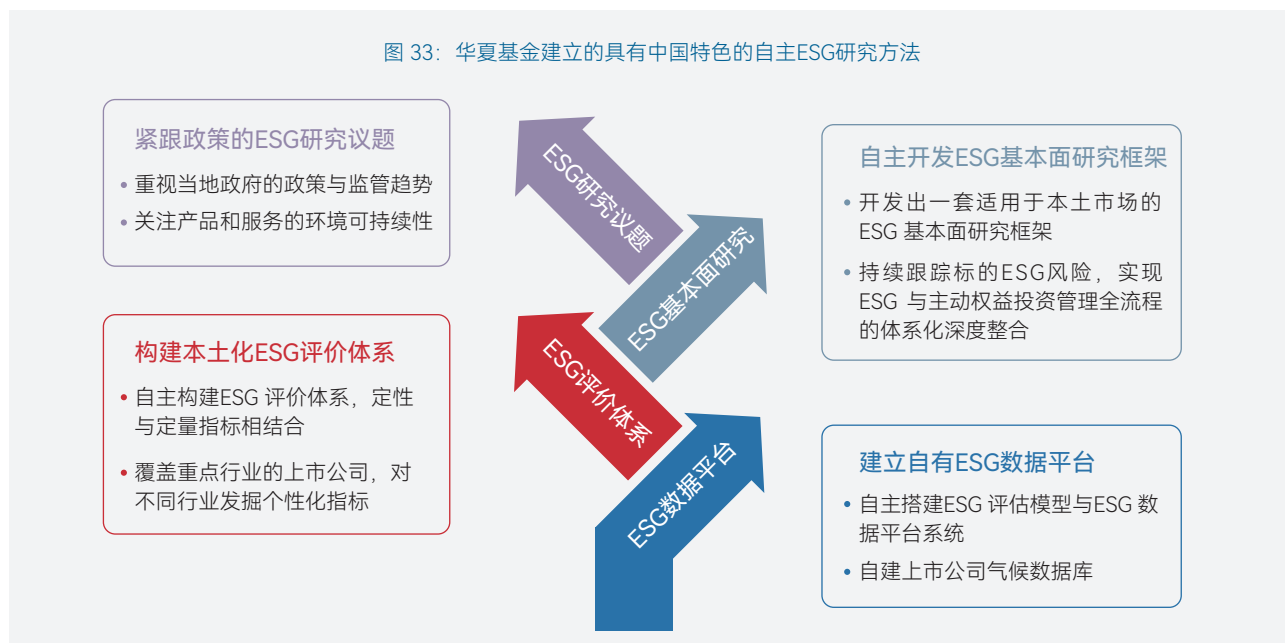 图 33：华夏基金建立的具有中国特色的自主ESG研究方法
紧跟政策的ESG研究议题
• 重视当地政府的政策与监管趋势
• 关注产品和服务的环境可持续性
构建本土化ESG评价体系
• 自主构建ESG 评价体系，定性
与定量指标相结合
• 覆盖重点行业的上市公司，对
不同行业发掘个性化指标
ESG研究议题
ESG基本面研究
ESG评价体系
ESG数据平台
自主开发ESG基本面研究框架
• 开发出一套适用于本土市场的
ESG 基本面研究框架
• 持续跟踪标的ESG风险，实现
ESG 与主动权益投资管理全流程
的体系化深度整合
建立自有ESG数据平台
• 自主搭建ESG 评估模型与ESG 数
据平台系统
• 自建上市公司气候数据库